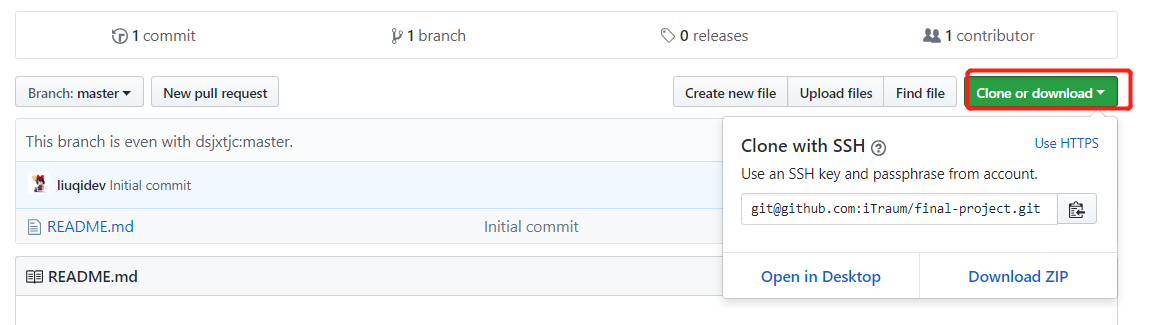 1 commit 1 branch 0 releases 1 contributor
Branch: master New pull request Create new file Upload files Find file Clone or download
This branch is even with dsjxtjc:master.
Clone with SSH Use HTTPS
Use an SSH key and passphrase from account.
liuqidev Initial commit
git@github.com:iTraum/final-project.git
README.md Initial commit
README.md
Open in Desktop Download ZIP